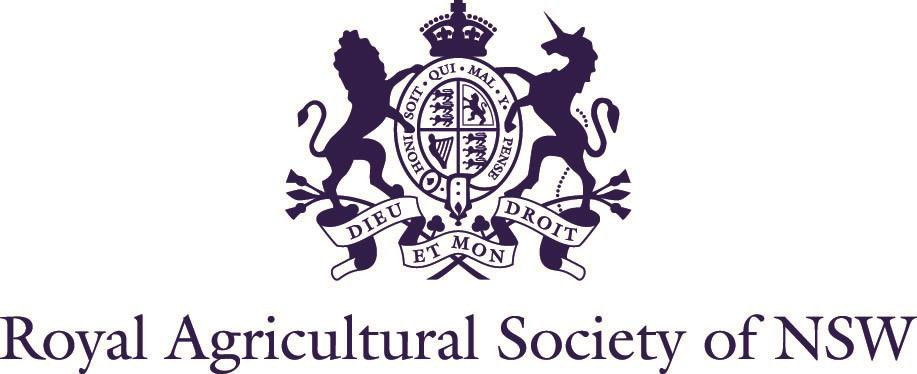 HONI SOIT · QUI · MAL · Y · PENSE
DIEU ET MON DROIT
Royal Agricultural Society of NSW